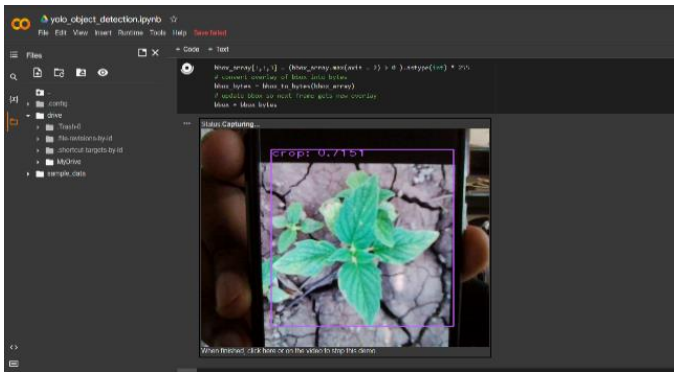 yolo_object_detection.ipynb
File Edit View Insert Runtime Tools Help Save failed
Files
+ Code + Text
..
.config
drive
.Trash-0
.file-revisions-by-id
.shortcut-targets-by-id
MyDrive
sample_data
bbox_array[:,:,3] = (bbox_array.max(axis = 2) > 0 ).astype(int) * 255
# convert overlay of bbox into bytes
bbox_bytes = bbox_to_bytes(bbox_array)
# update bbox so next frame gets new overlay
bbox = bbox_bytes
Status: Capturing...
crop: 0.7151
When finished, click here or on the video to stop this demo